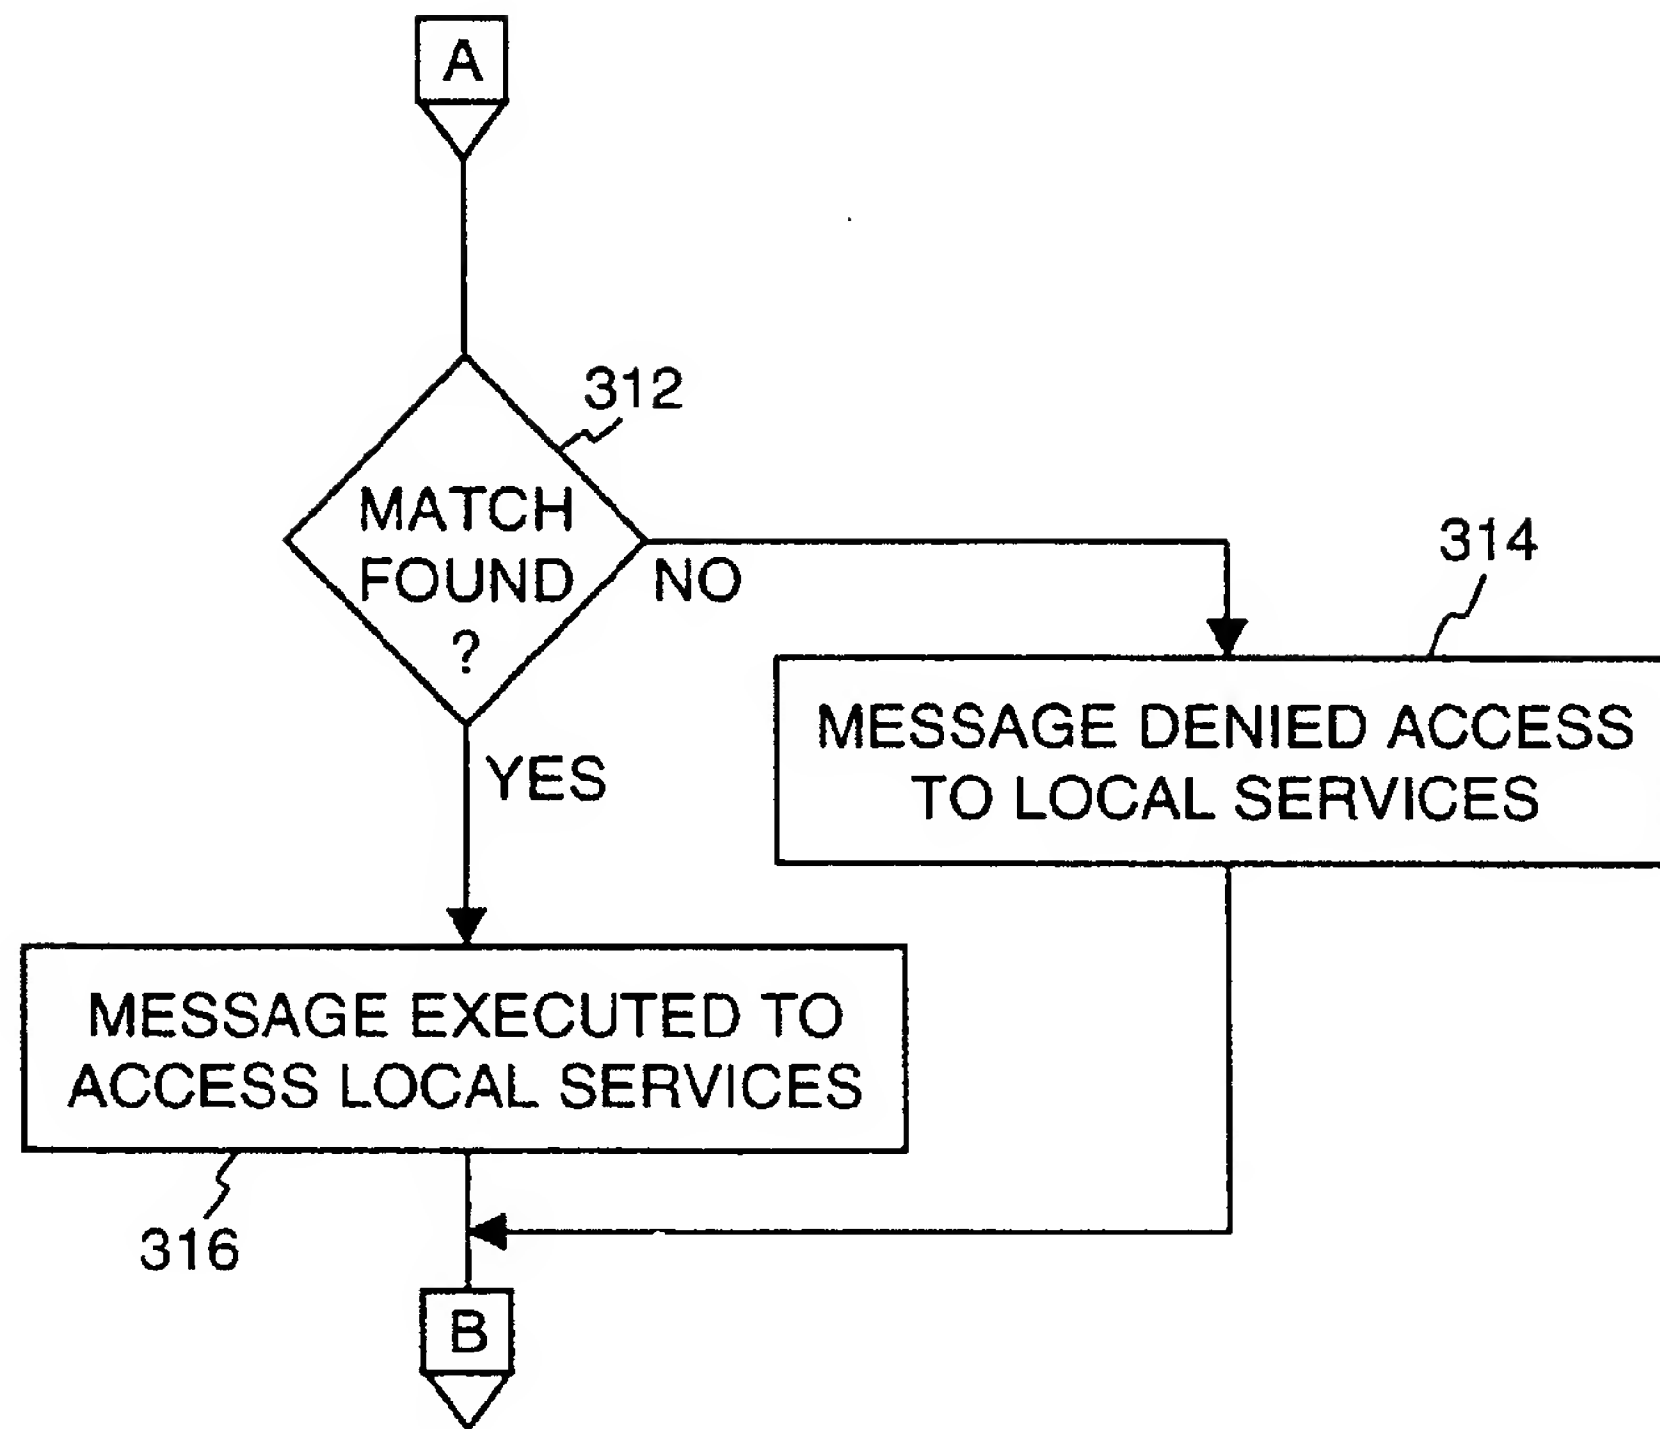 A
312
MATCH
FOUND
?
NO
YES
314
MESSAGE DENIED ACCESS
TO LOCAL SERVICES
MESSAGE EXECUTED TO
ACCESS LOCAL SERVICES
316
B